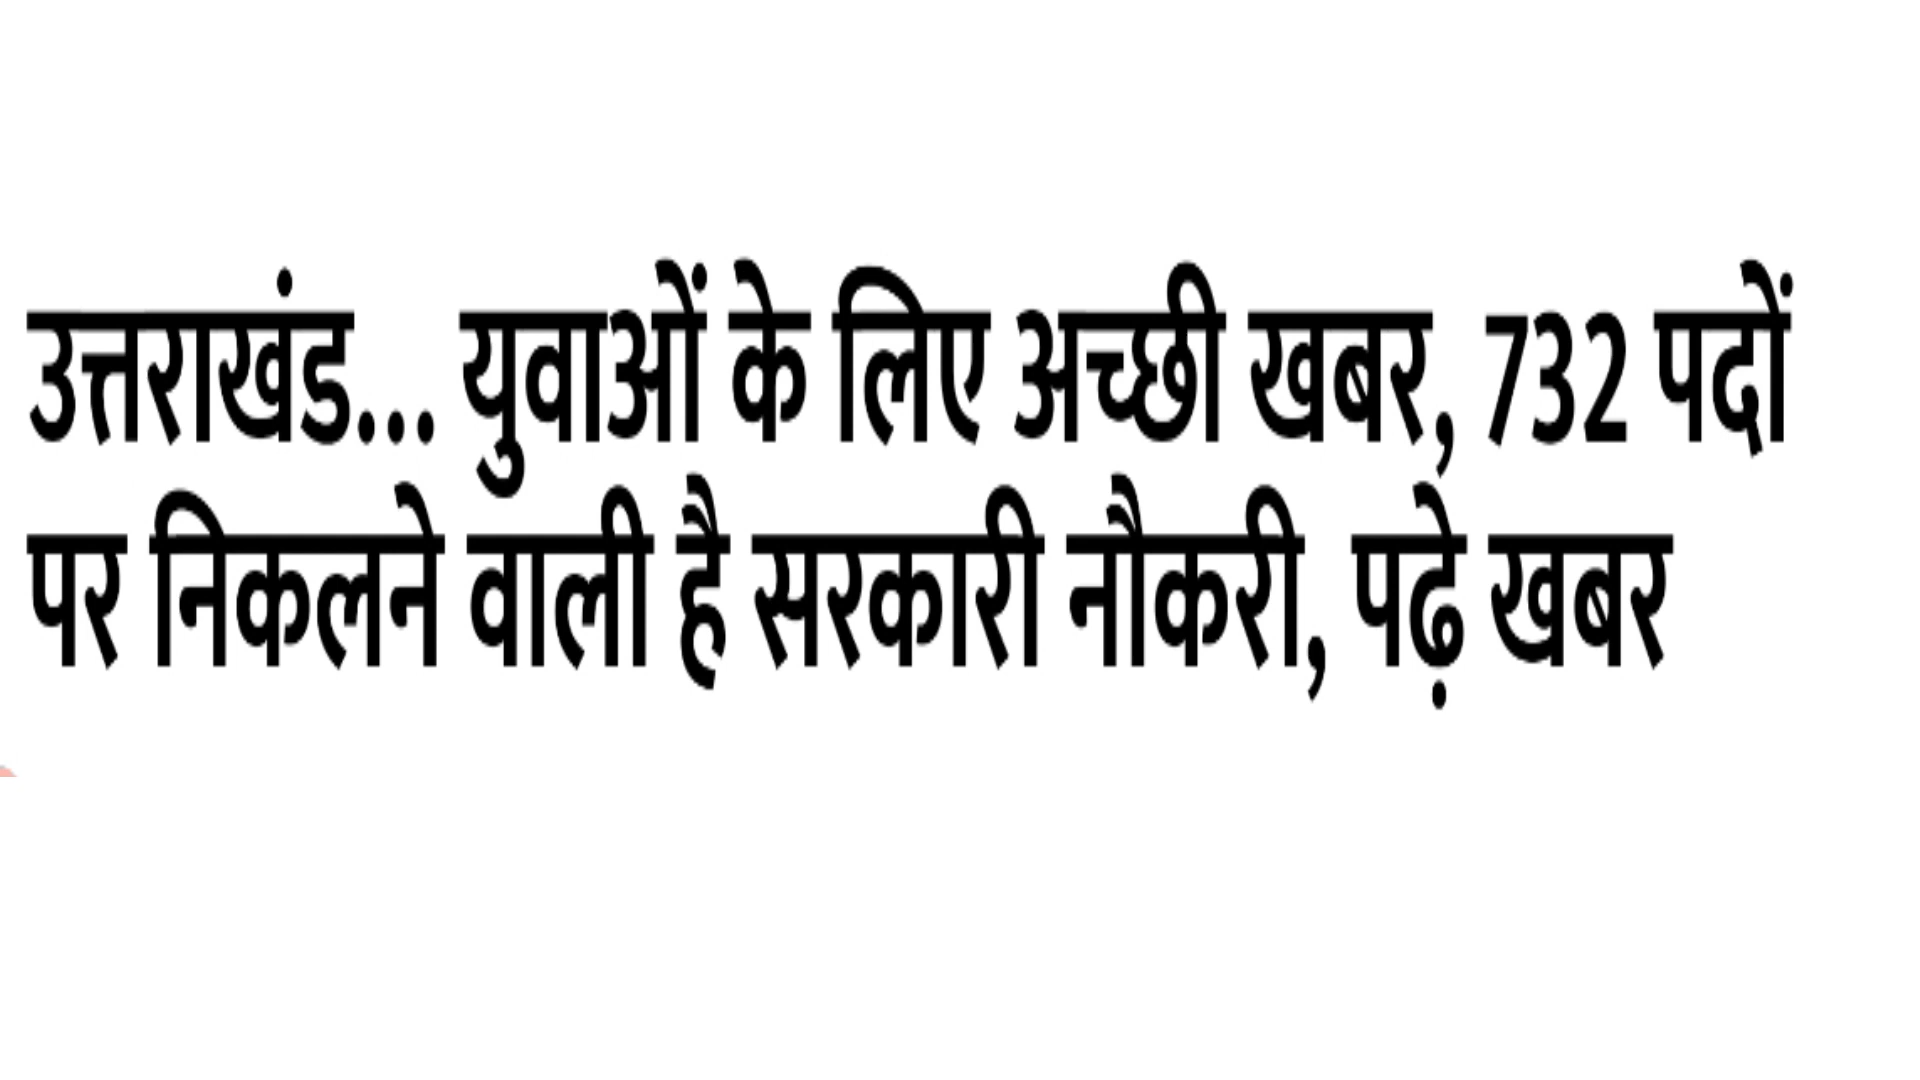 उत्तराखंड... युवाओं के लिए अच्छी खबर, 732 पदों
पर निकलने वाली है सरकारी नौकरी, पढ़े खबर